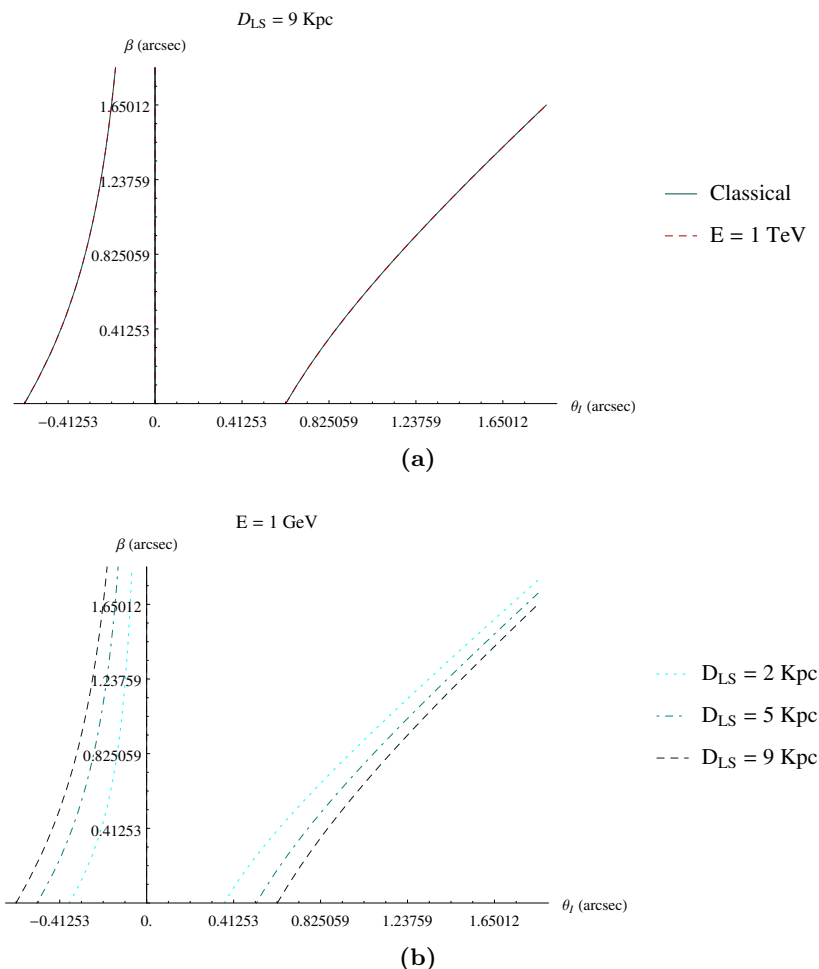 D_LS = 9 Kpc
β (arcsec)
1.65012
1.23759
0.825059
0.41253
−0.41253 0. 0.41253 0.825059 1.23759 1.65012 θ_I (arcsec)
Classical
E = 1 TeV
(a)
E = 1 GeV
β (arcsec)
1.65012
1.23759
0.825059
0.41253
−0.41253 0. 0.41253 0.825059 1.23759 1.65012 θ_I (arcsec)
D_LS = 2 Kpc
D_LS = 5 Kpc
D_LS = 9 Kpc
(b)